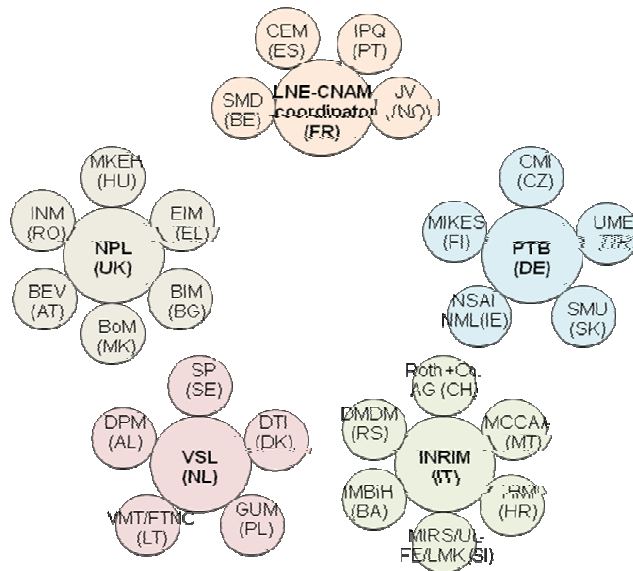 CEM
(ES)
IPQ
(PT)
SMD
(BE)
LNE-CNAM
coordinator
(FR)
JV
(NO)
MKEH
(HU)
INM
(RO)
EIM
(EL)
NPL
(UK)
BEV
(AT)
BIM
(BG)
BoM
(MK)
CMI
(CZ)
MIKES
(FI)
UME
PTB
(DE)
NSAI
NML(IE)
SMU
(SK)
SP
(SE)
DPM
(AL)
DTI
(DK)
VSL
(NL)
VMT/FTMC
(LT)
GUM
(PL)
Roth+Co.
AG (CH)
DMDM
(RS)
MCCAA
(MT)
INRIM
(IT)
IMBiH
(BA)
(HR)
MIRS/UL-
FE/LMK(SI)